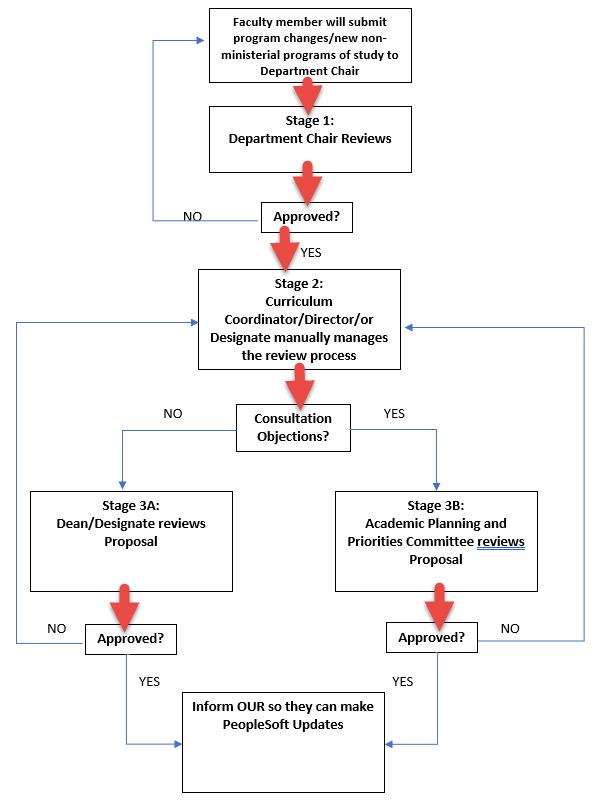 Faculty member will submit
program changes/new non-
ministerial programs of study to
Department Chair
Stage 1:
Department Chair Reviews
NO
Approved?
YES
Stage 2:
Curriculum
Coordinator/Director/or
Designate manually manages
the review process
NO
Consultation
Objections?
YES
Stage 3A:
Dean/Designate reviews
Proposal
Stage 3B:
Academic Planning and
Priorities Committee reviews
Proposal
NO
Approved?
Approved?
NO
YES
YES
Inform OUR so they can make
PeopleSoft Updates